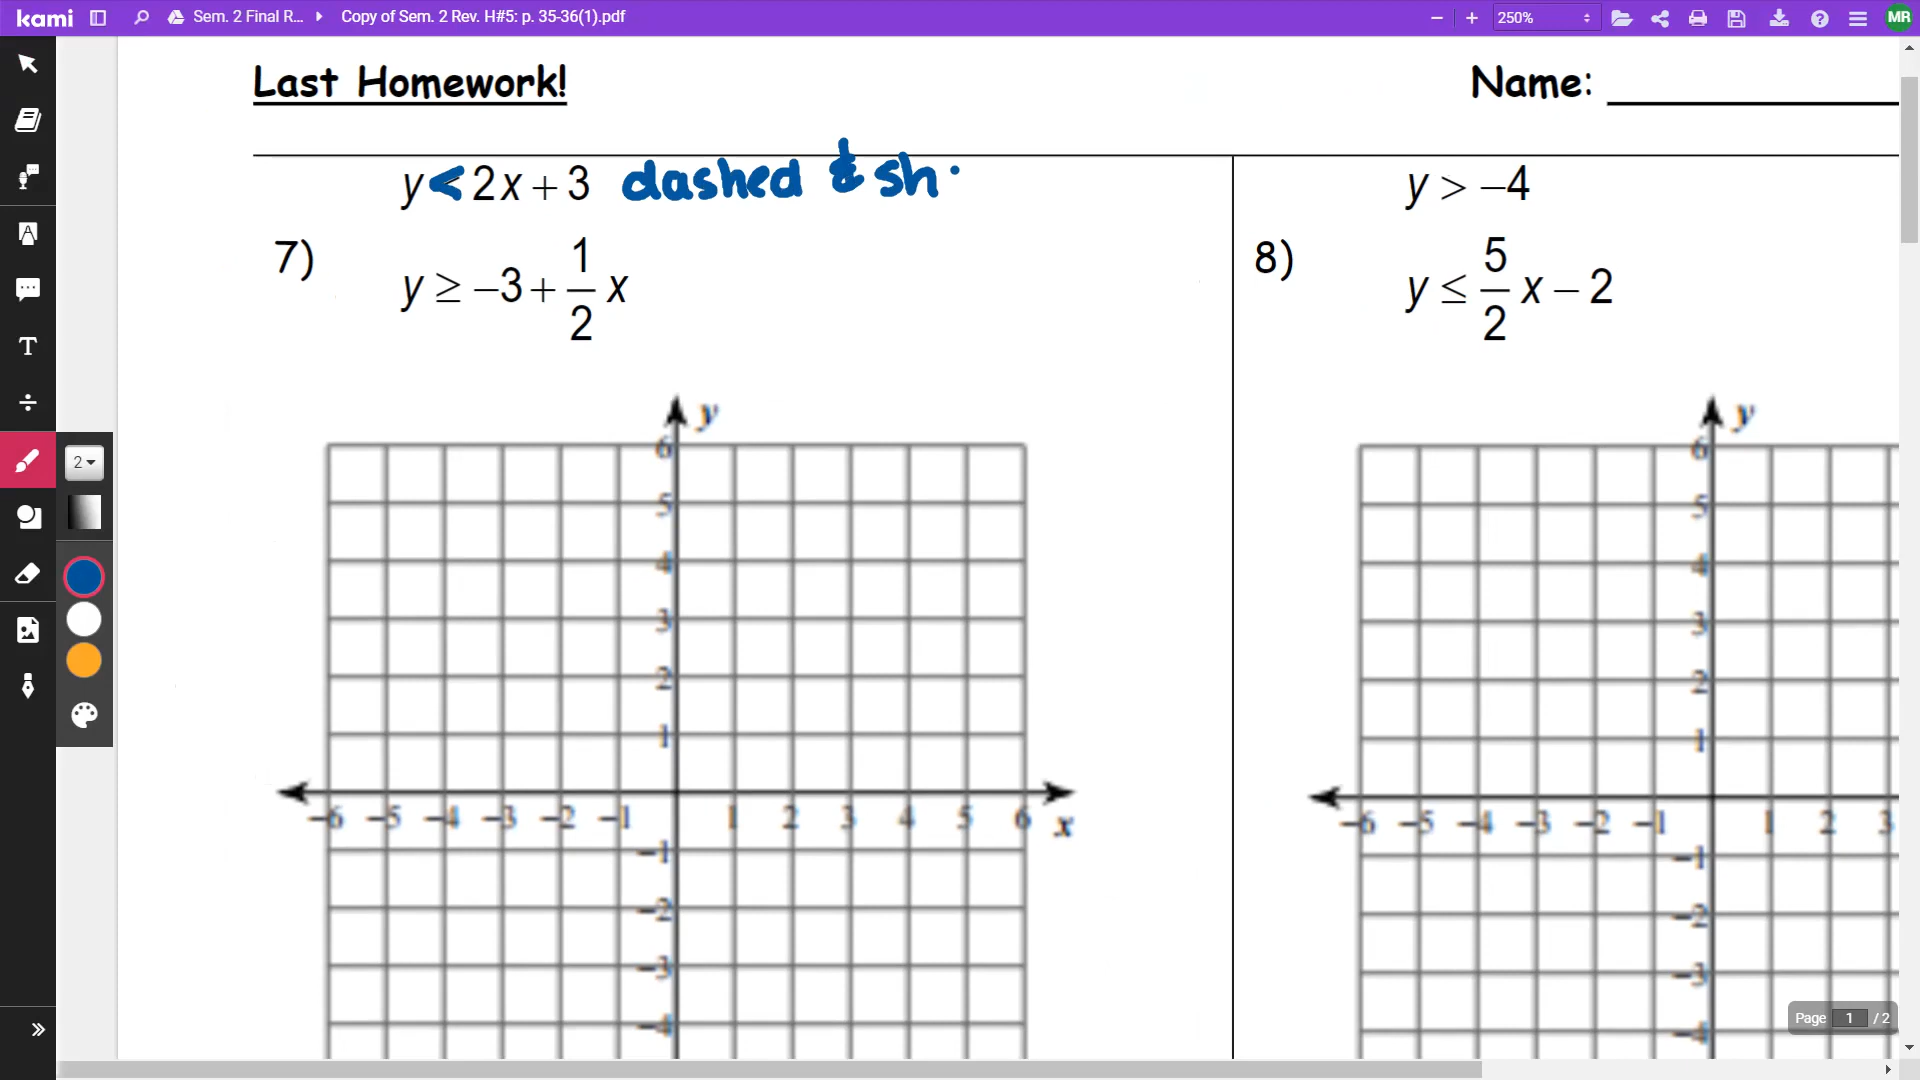 kami
Sem. 2 Final R...
Copy of Sem. 2 Rev. H#5: p. 35-36(1).pdf
250%
MR
Last Homework!
Name:
y < 2x + 3 dashed & sh
7)
y ≥ −3 + 1/2 x
y > −4
8)
y ≤ 5/2 x − 2
2
T
y
6
5
4
3
2
1
−6 −5 −4 −3 −2 −1 1 2 3 4 5 6 x
−1
−2
−3
−4
y
6
5
4
3
2
1
−6 −5 −4 −3 −2 −1 1 2 3
−1
−2
−3
−4
Page 1 / 2